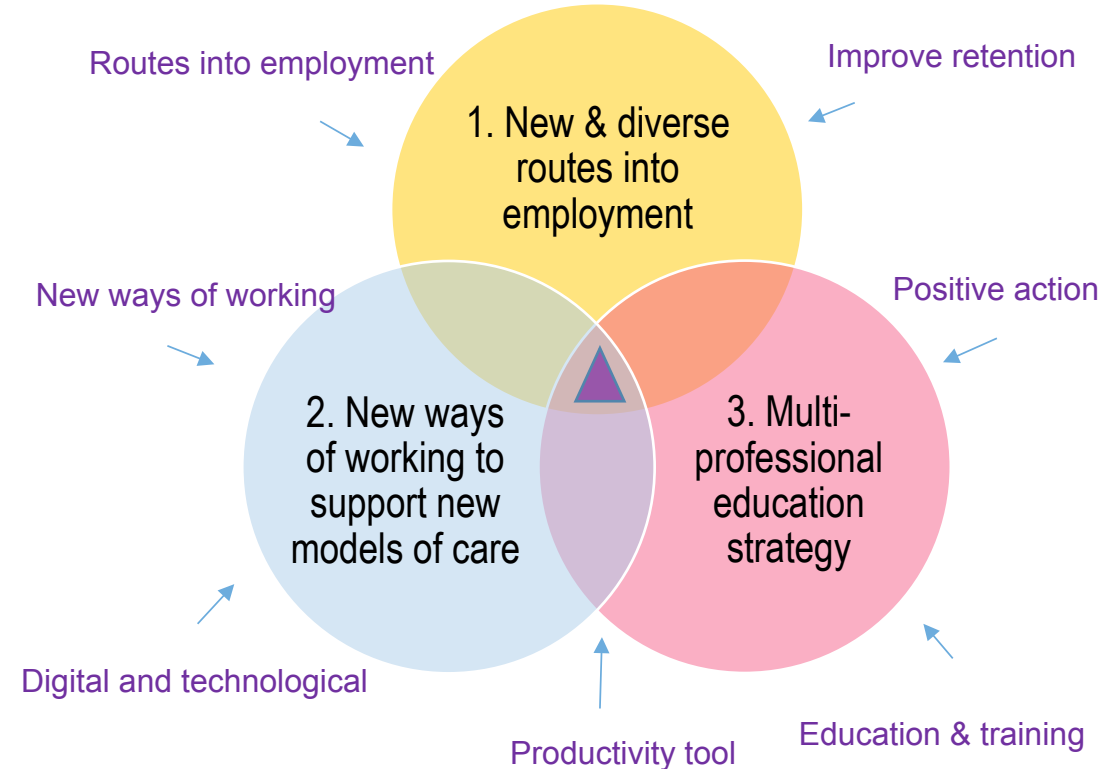 Routes into employment
Improve retention
1. New & diverse
routes into
employment
New ways of working
Positive action
2. New ways
of working to
support new
models of care
3. Multi-
professional
education
strategy
Digital and technological
Productivity tool
Education & training